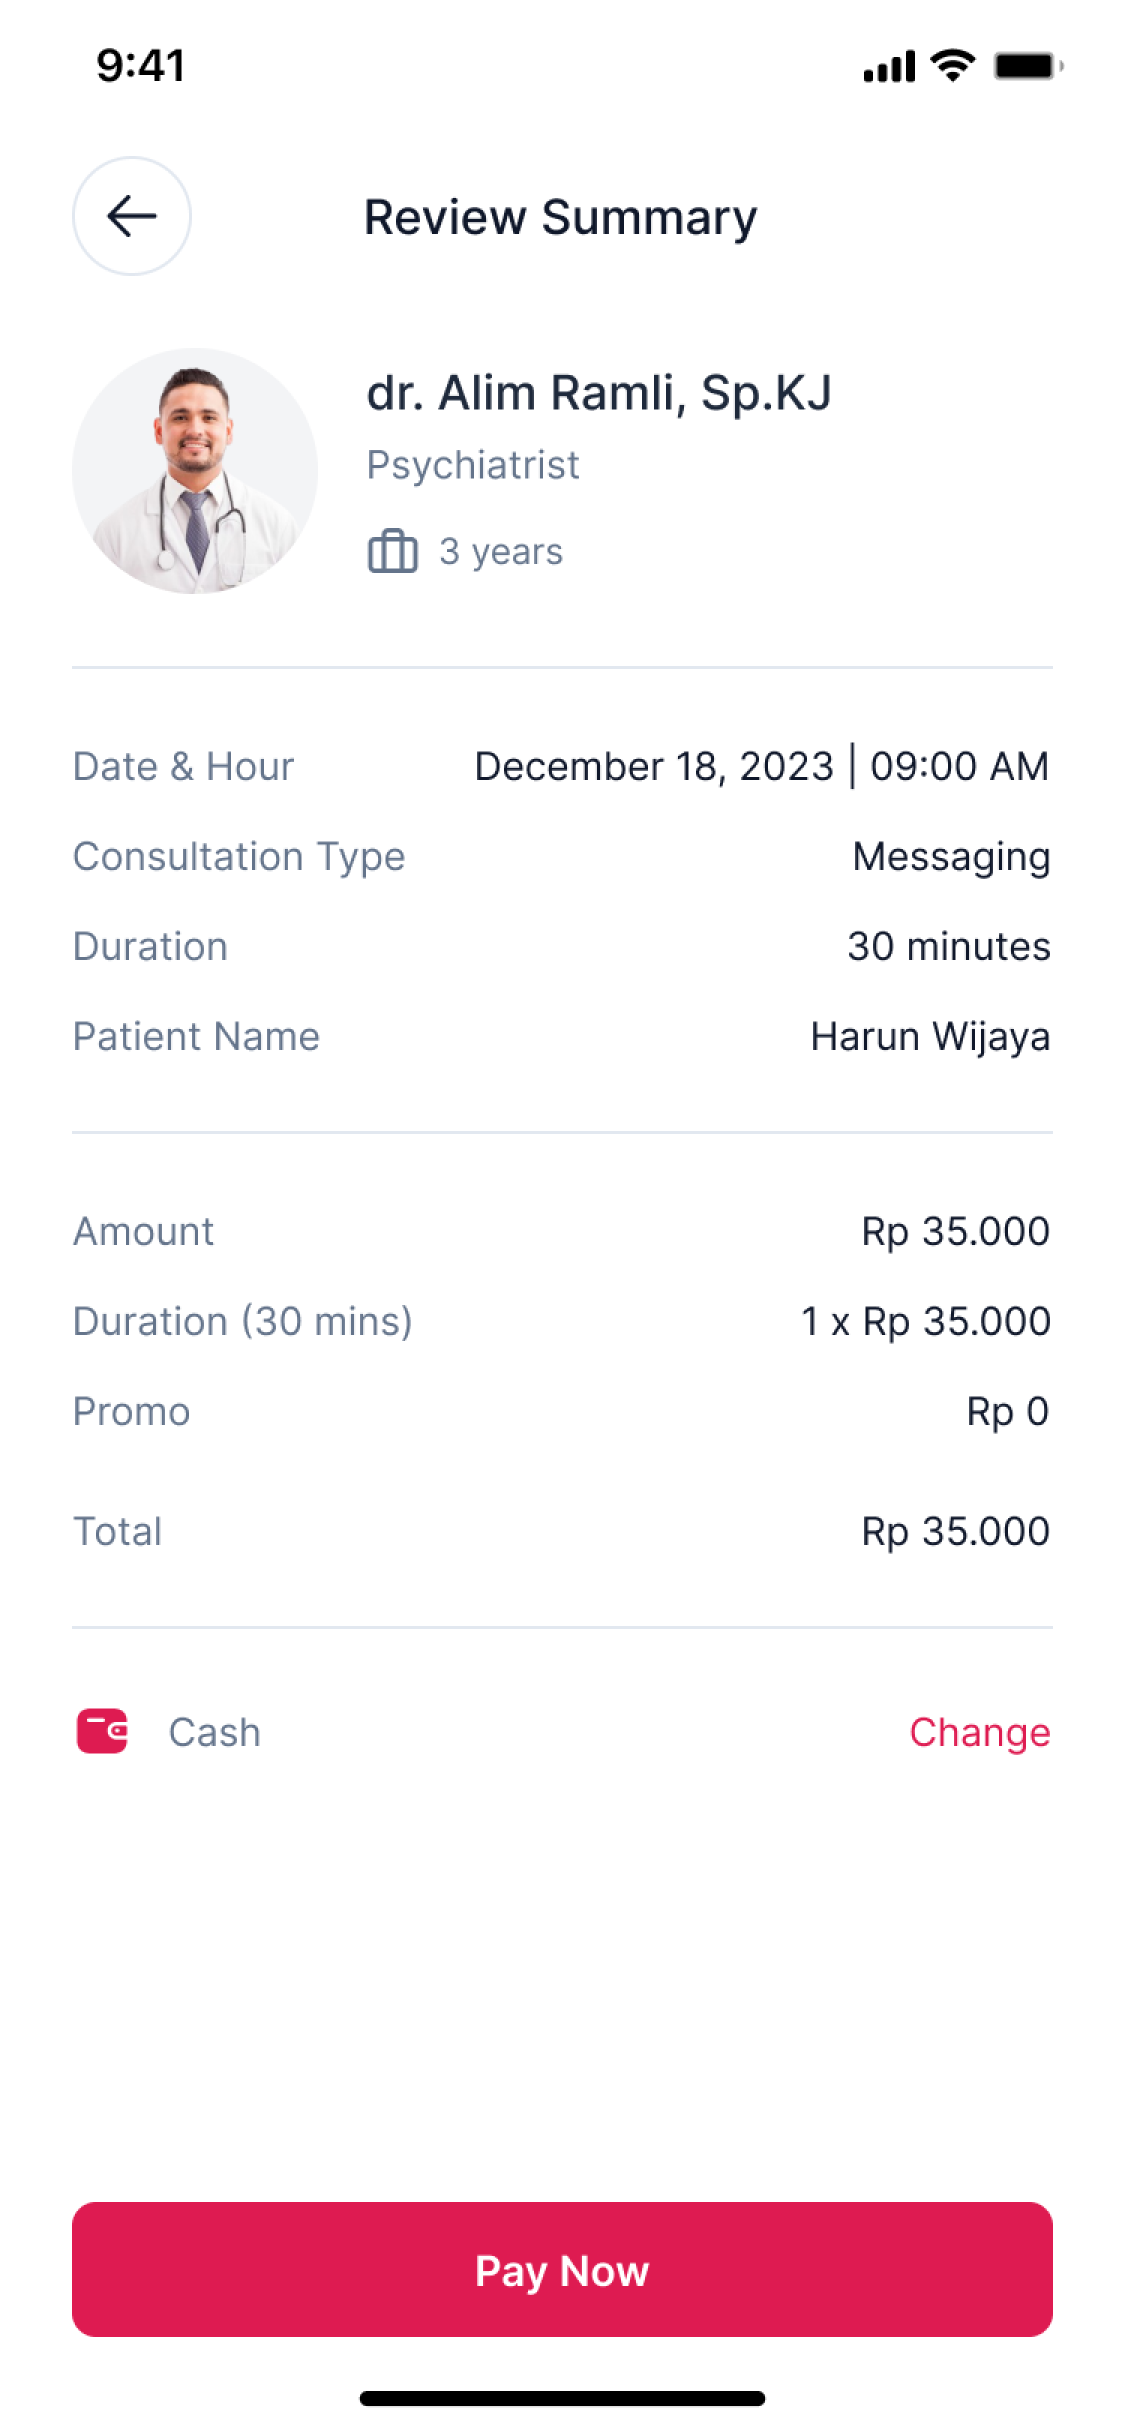 9:41
Review Summary
dr. Alim Ramli, Sp.KJ
Psychiatrist
3 years
Date & Hour December 18, 2023 | 09:00 AM
Consultation Type Messaging
Duration 30 minutes
Patient Name Harun Wijaya
Amount Rp 35.000
Duration (30 mins) 1 x Rp 35.000
Promo Rp 0
Total Rp 35.000
Cash Change
Pay Now